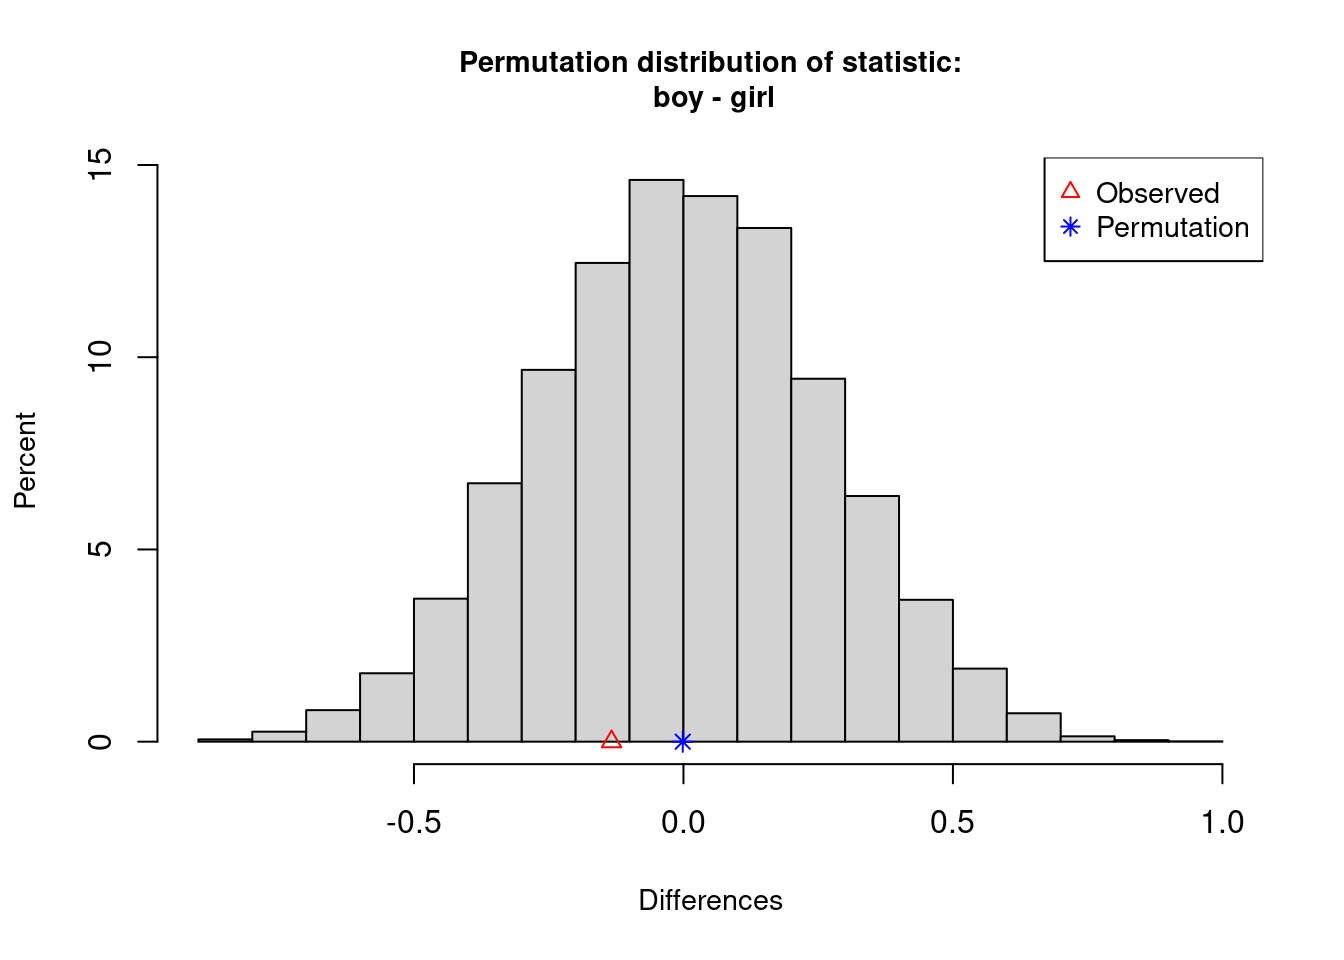 Permutation distribution of statistic:
boy - girl
Observed
Permutation
15
10
5
0
Percent
-0.5
0.0
0.5
1.0
Differences